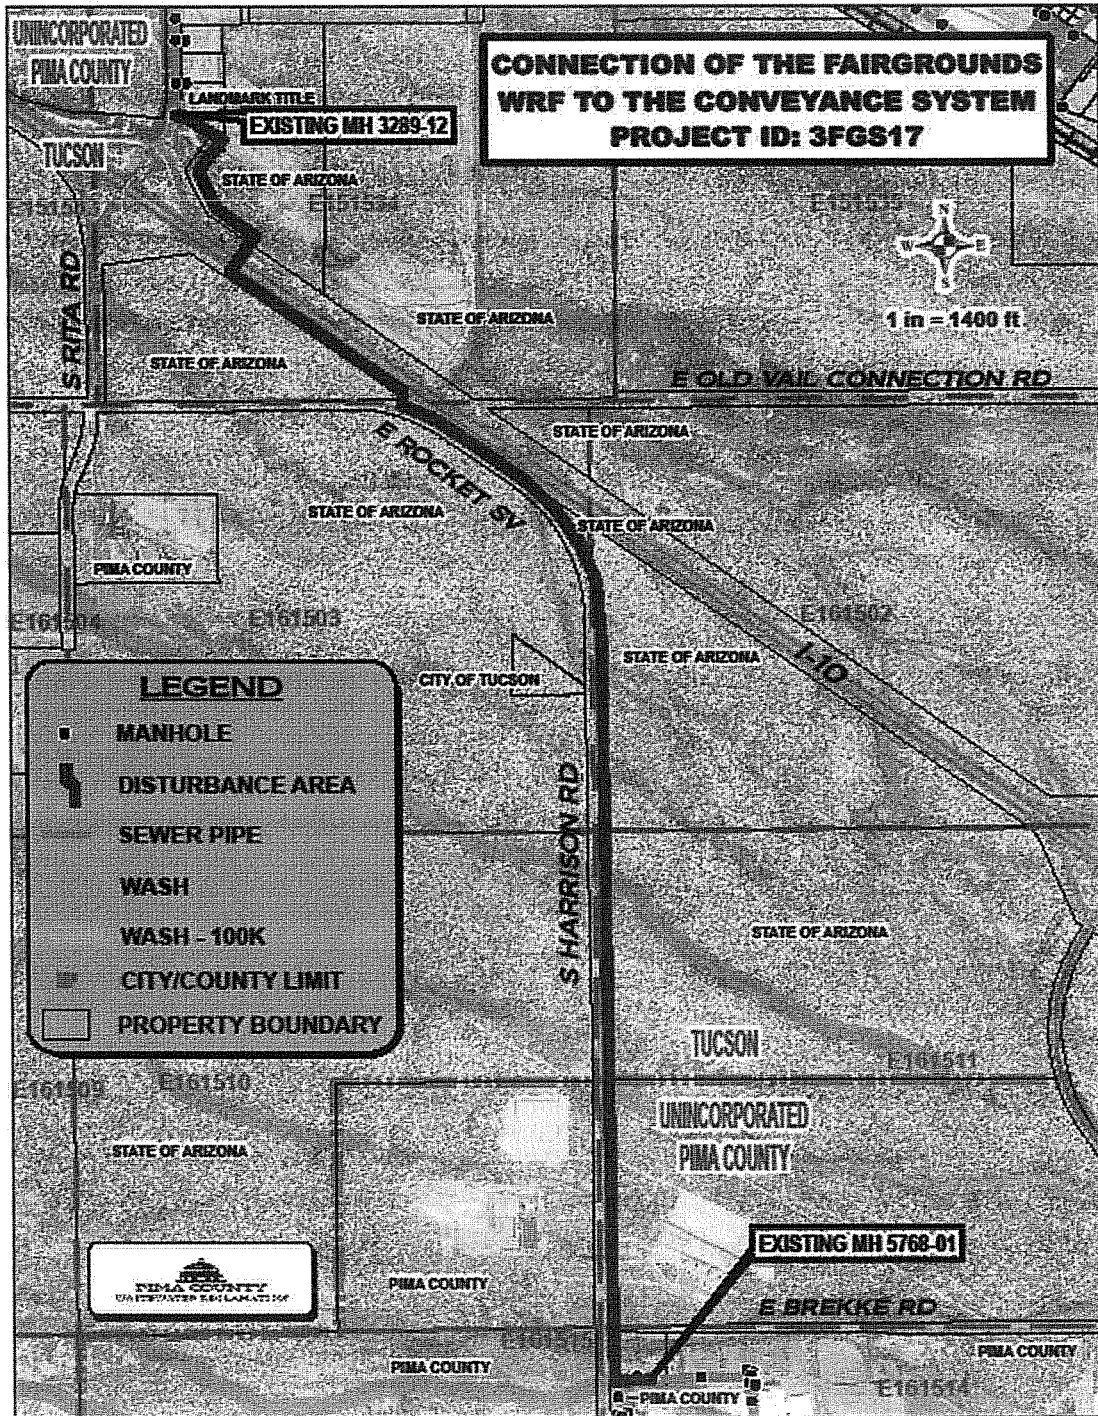 UNINCORPORATED
PIMA COUNTY
CONNECTION OF THE FAIRGROUNDS
WRF TO THE CONVEYANCE SYSTEM
PROJECT ID: 3FGS17
LANDMARK TITLE
EXISTING MH 3289-12
TUCSON
STATE OF ARIZONA
S RITA RD
N
W E
S
1 in = 1400 ft
STATE OF ARIZONA
STATE OF ARIZONA
E OLD VAIL CONNECTION RD
STATE OF ARIZONA
E ROCKET SV
STATE OF ARIZONA
STATE OF ARIZONA
PIMA COUNTY
E161504
E161503
E161502
STATE OF ARIZONA
I-10
CITY OF TUCSON
LEGEND
MANHOLE
DISTURBANCE AREA
SEWER PIPE
WASH
WASH - 100K
CITY/COUNTY LIMIT
PROPERTY BOUNDARY
S HARRISON RD
STATE OF ARIZONA
TUCSON
E161511
E161509
E161510
UNINCORPORATED
PIMA COUNTY
STATE OF ARIZONA
EXISTING MH 5768-01
PIMA COUNTY
WASTEWATER RECLAMATION
PIMA COUNTY
E BREKKE RD
PIMA COUNTY
PIMA COUNTY
E161514
PIMA COUNTY